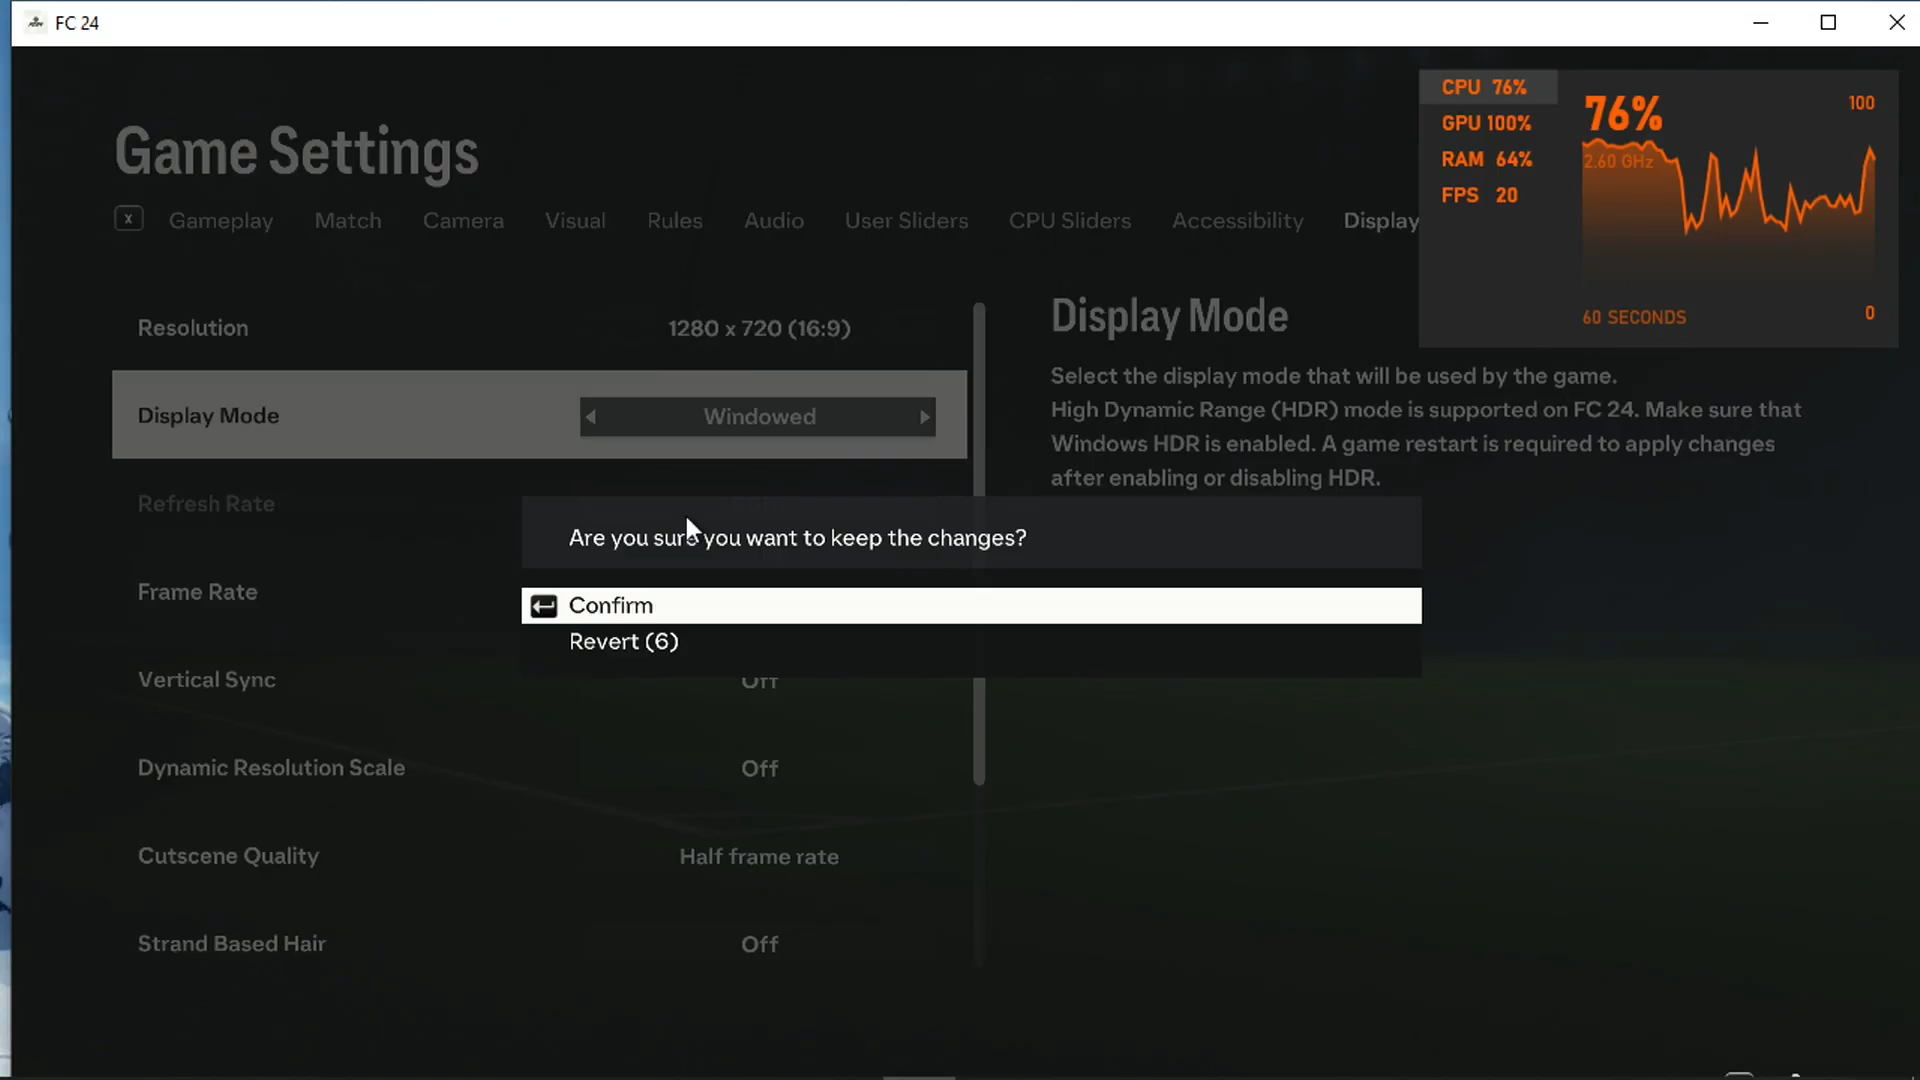 FC 24
CPU 76%
GPU 100%
RAM 64%
FPS 20
76%
100
2.60 GHz
60 SECONDS
0
Game Settings
x Gameplay Match Camera Visual Rules Audio User Sliders CPU Sliders Accessibility Display
Resolution 1280 x 720 (16:9)
Display Mode Windowed
Refresh Rate
Frame Rate
Vertical Sync Off
Dynamic Resolution Scale Off
Cutscene Quality Half frame rate
Strand Based Hair Off
Display Mode
Select the display mode that will be used by the game.
High Dynamic Range (HDR) mode is supported on FC 24. Make sure that
Windows HDR is enabled. A game restart is required to apply changes
after enabling or disabling HDR.
Are you sure you want to keep the changes?
Confirm
Revert (6)